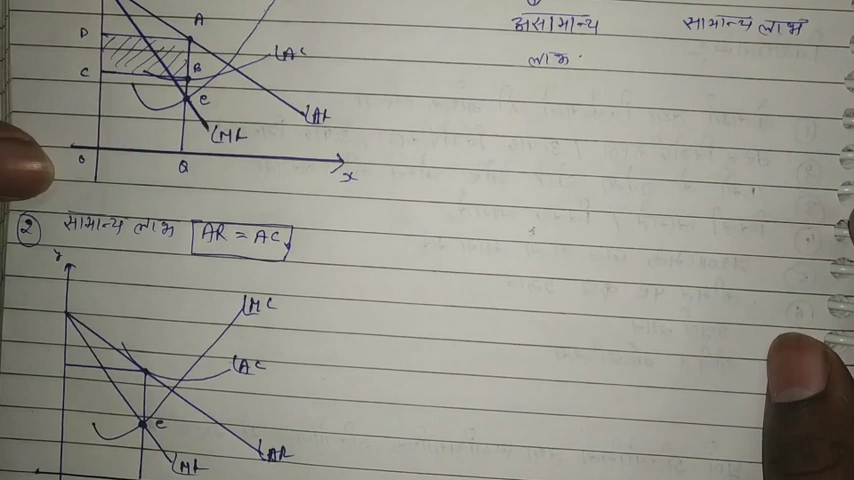 असामान्य सामान्य लाभ
लाभ
D A
LAC
C B
e
LAR
LMR
O Q x
② सामान्य लाभ AR = AC
y
LMC
LAC
e
LAR
LMR